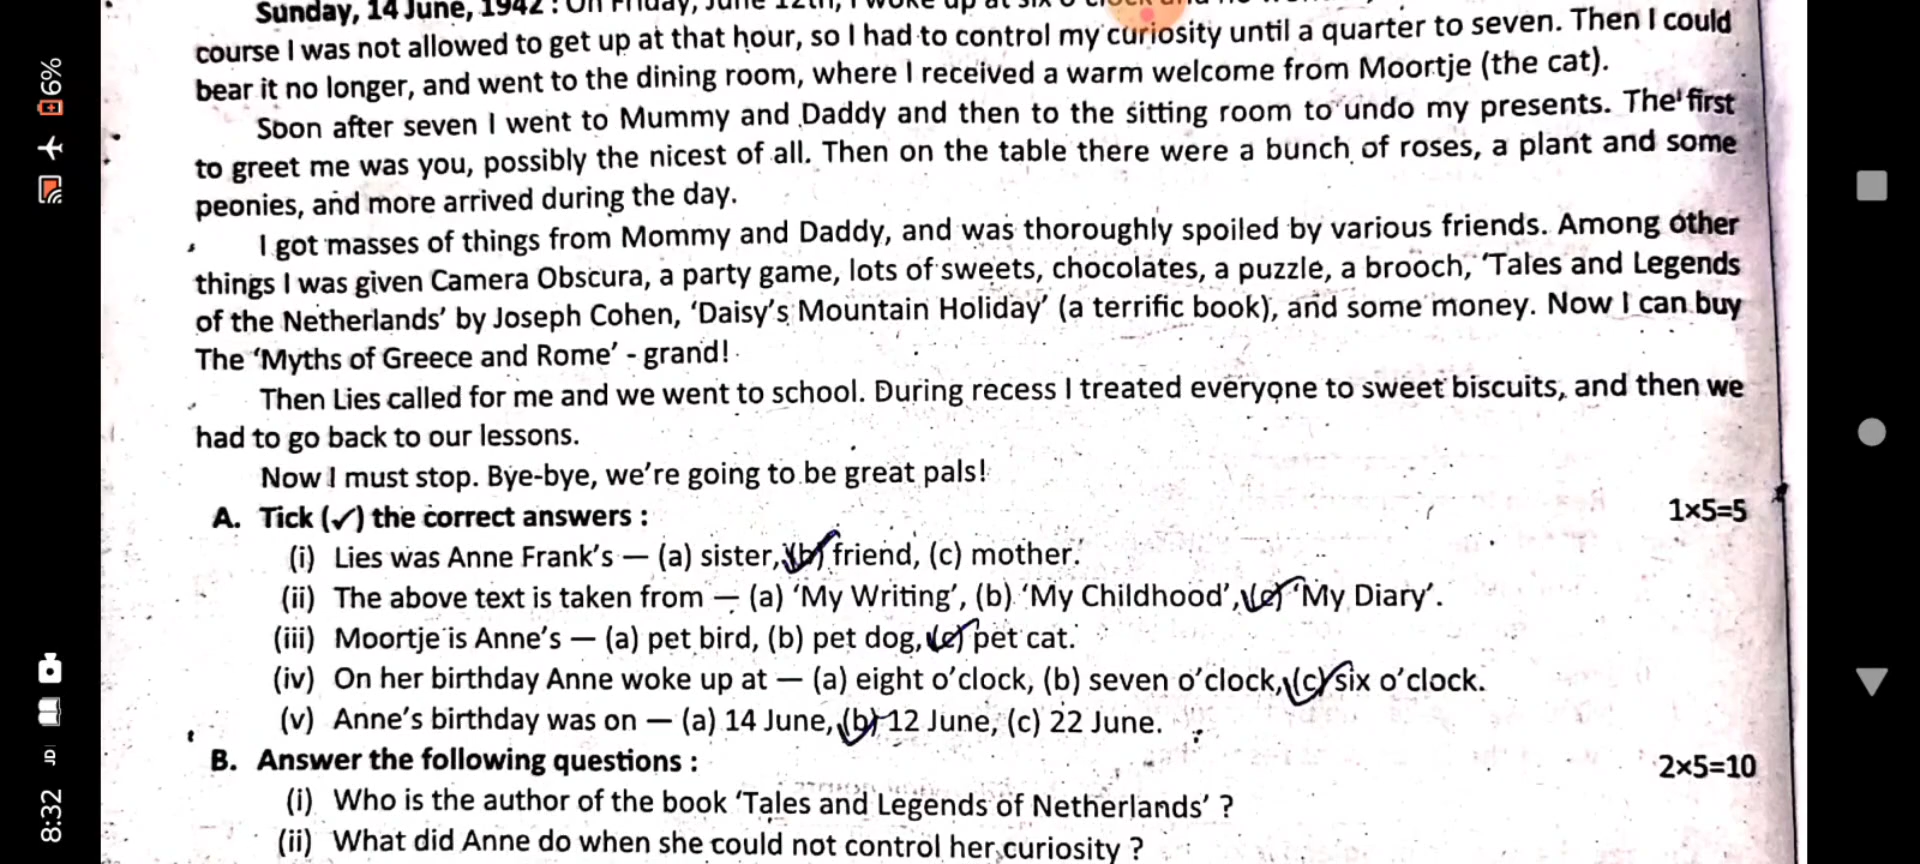 Sunday, 14 June, 1942 : On Friday, June 12th, I woke up at six o'clock and no
course I was not allowed to get up at that hour, so I had to control my curiosity until a quarter to seven. Then I could
bear it no longer, and went to the dining room, where I received a warm welcome from Moortje (the cat).
Soon after seven I went to Mummy and Daddy and then to the sitting room to undo my presents. The first
to greet me was you, possibly the nicest of all. Then on the table there were a bunch of roses, a plant and some
peonies, and more arrived during the day.
I got masses of things from Mommy and Daddy, and was thoroughly spoiled by various friends. Among other
things I was given Camera Obscura, a party game, lots of sweets, chocolates, a puzzle, a brooch, 'Tales and Legends
of the Netherlands' by Joseph Cohen, 'Daisy's Mountain Holiday' (a terrific book), and some money. Now I can buy
The 'Myths of Greece and Rome' - grand!
Then Lies called for me and we went to school. During recess I treated everyone to sweet biscuits, and then we
had to go back to our lessons.
Now I must stop. Bye-bye, we're going to be great pals!
A. Tick (✓) the correct answers : 1×5=5
(i) Lies was Anne Frank's — (a) sister, (b) friend, (c) mother.
(ii) The above text is taken from — (a) 'My Writing', (b) 'My Childhood', (c) 'My Diary'.
(iii) Moortje is Anne's — (a) pet bird, (b) pet dog, (c) pet cat.
(iv) On her birthday Anne woke up at — (a) eight o'clock, (b) seven o'clock, (c) six o'clock.
(v) Anne's birthday was on — (a) 14 June, (b) 12 June, (c) 22 June.
B. Answer the following questions : 2×5=10
(i) Who is the author of the book 'Tales and Legends of Netherlands' ?
(ii) What did Anne do when she could not control her curiosity ?
6%
8:32
JD